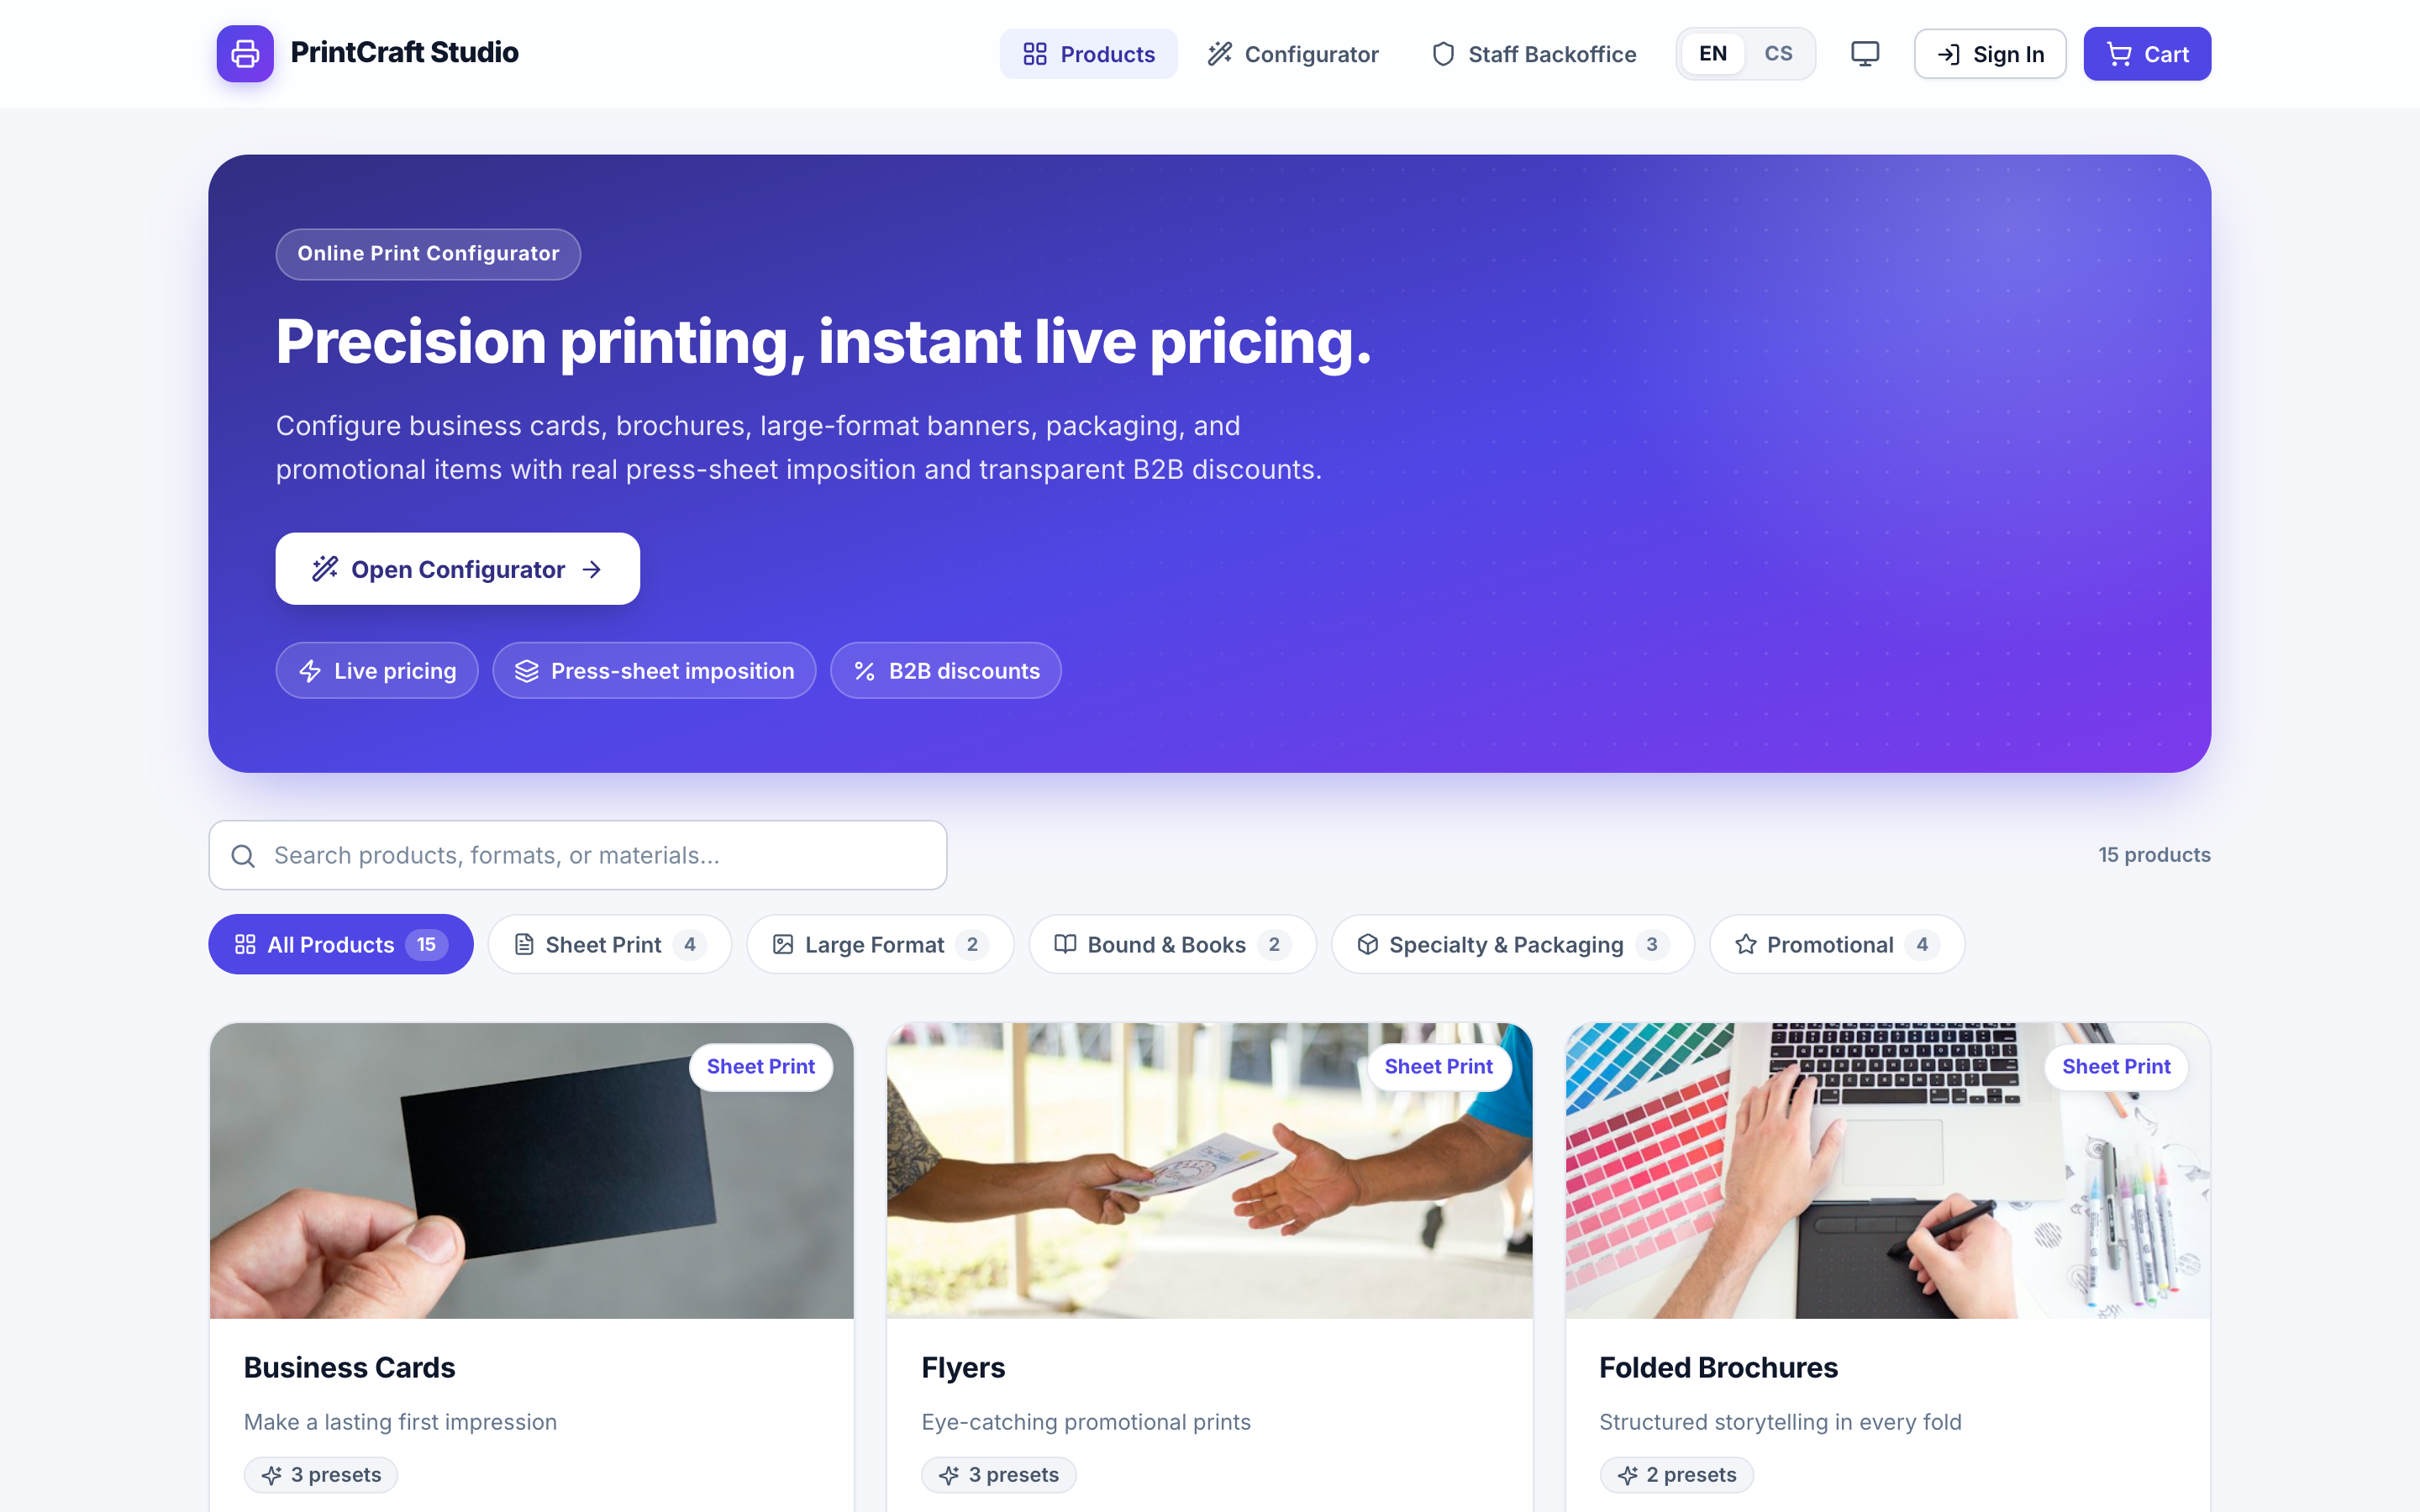 PrintCraft Studio
Products
Configurator
Staff Backoffice
EN
CS
Sign In
Cart
Online Print Configurator
Precision printing, instant live pricing.
Configure business cards, brochures, large-format banners, packaging, and
promotional items with real press-sheet imposition and transparent B2B discounts.
Open Configurator
Live pricing
Press-sheet imposition
B2B discounts
Search products, formats, or materials...
15 products
All Products 15
Sheet Print 4
Large Format 2
Bound & Books 2
Specialty & Packaging 3
Promotional 4
Sheet Print
Sheet Print
Sheet Print
Business Cards
Make a lasting first impression
3 presets
Flyers
Eye-catching promotional prints
3 presets
Folded Brochures
Structured storytelling in every fold
2 presets